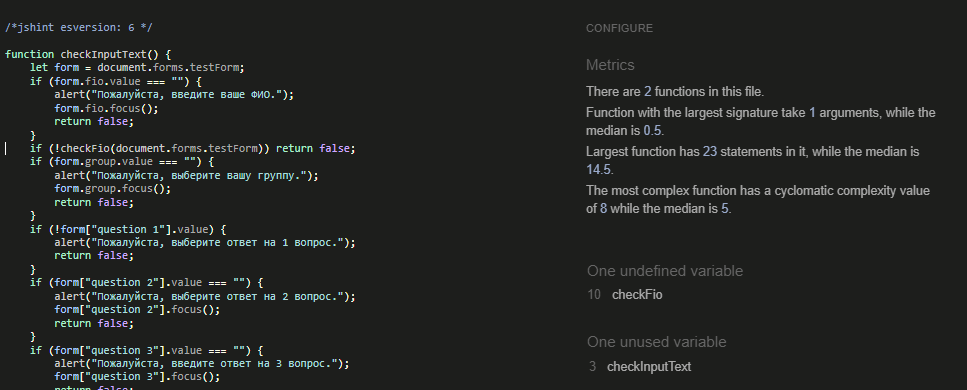 /*jshint esversion: 6 */
function checkInputText() {
let form = document.forms.testForm;
if (form.fio.value === "") {
alert("Пожалуйста, введите ваше ФИО.");
form.fio.focus();
return false;
}
if (!checkFio(document.forms.testForm)) return false;
if (form.group.value === "") {
alert("Пожалуйста, выберите вашу группу.");
form.group.focus();
return false;
}
if (!form["question 1"].value) {
alert("Пожалуйста, выберите ответ на 1 вопрос.");
return false;
}
if (form["question 2"].value === "") {
alert("Пожалуйста, выберите ответ на 2 вопрос.");
form["question 2"].focus();
return false;
}
if (form["question 3"].value === "") {
alert("Пожалуйста, введите ответ на 3 вопрос.");
form["question 3"].focus();
return false;
CONFIGURE
Metrics
There are 2 functions in this file.
Function with the largest signature take 1 arguments, while the
median is 0.5.
Largest function has 23 statements in it, while the median is
14.5.
The most complex function has a cyclomatic complexity value
of 8 while the median is 5.
One undefined variable
10 checkFio
One unused variable
3 checkInputText